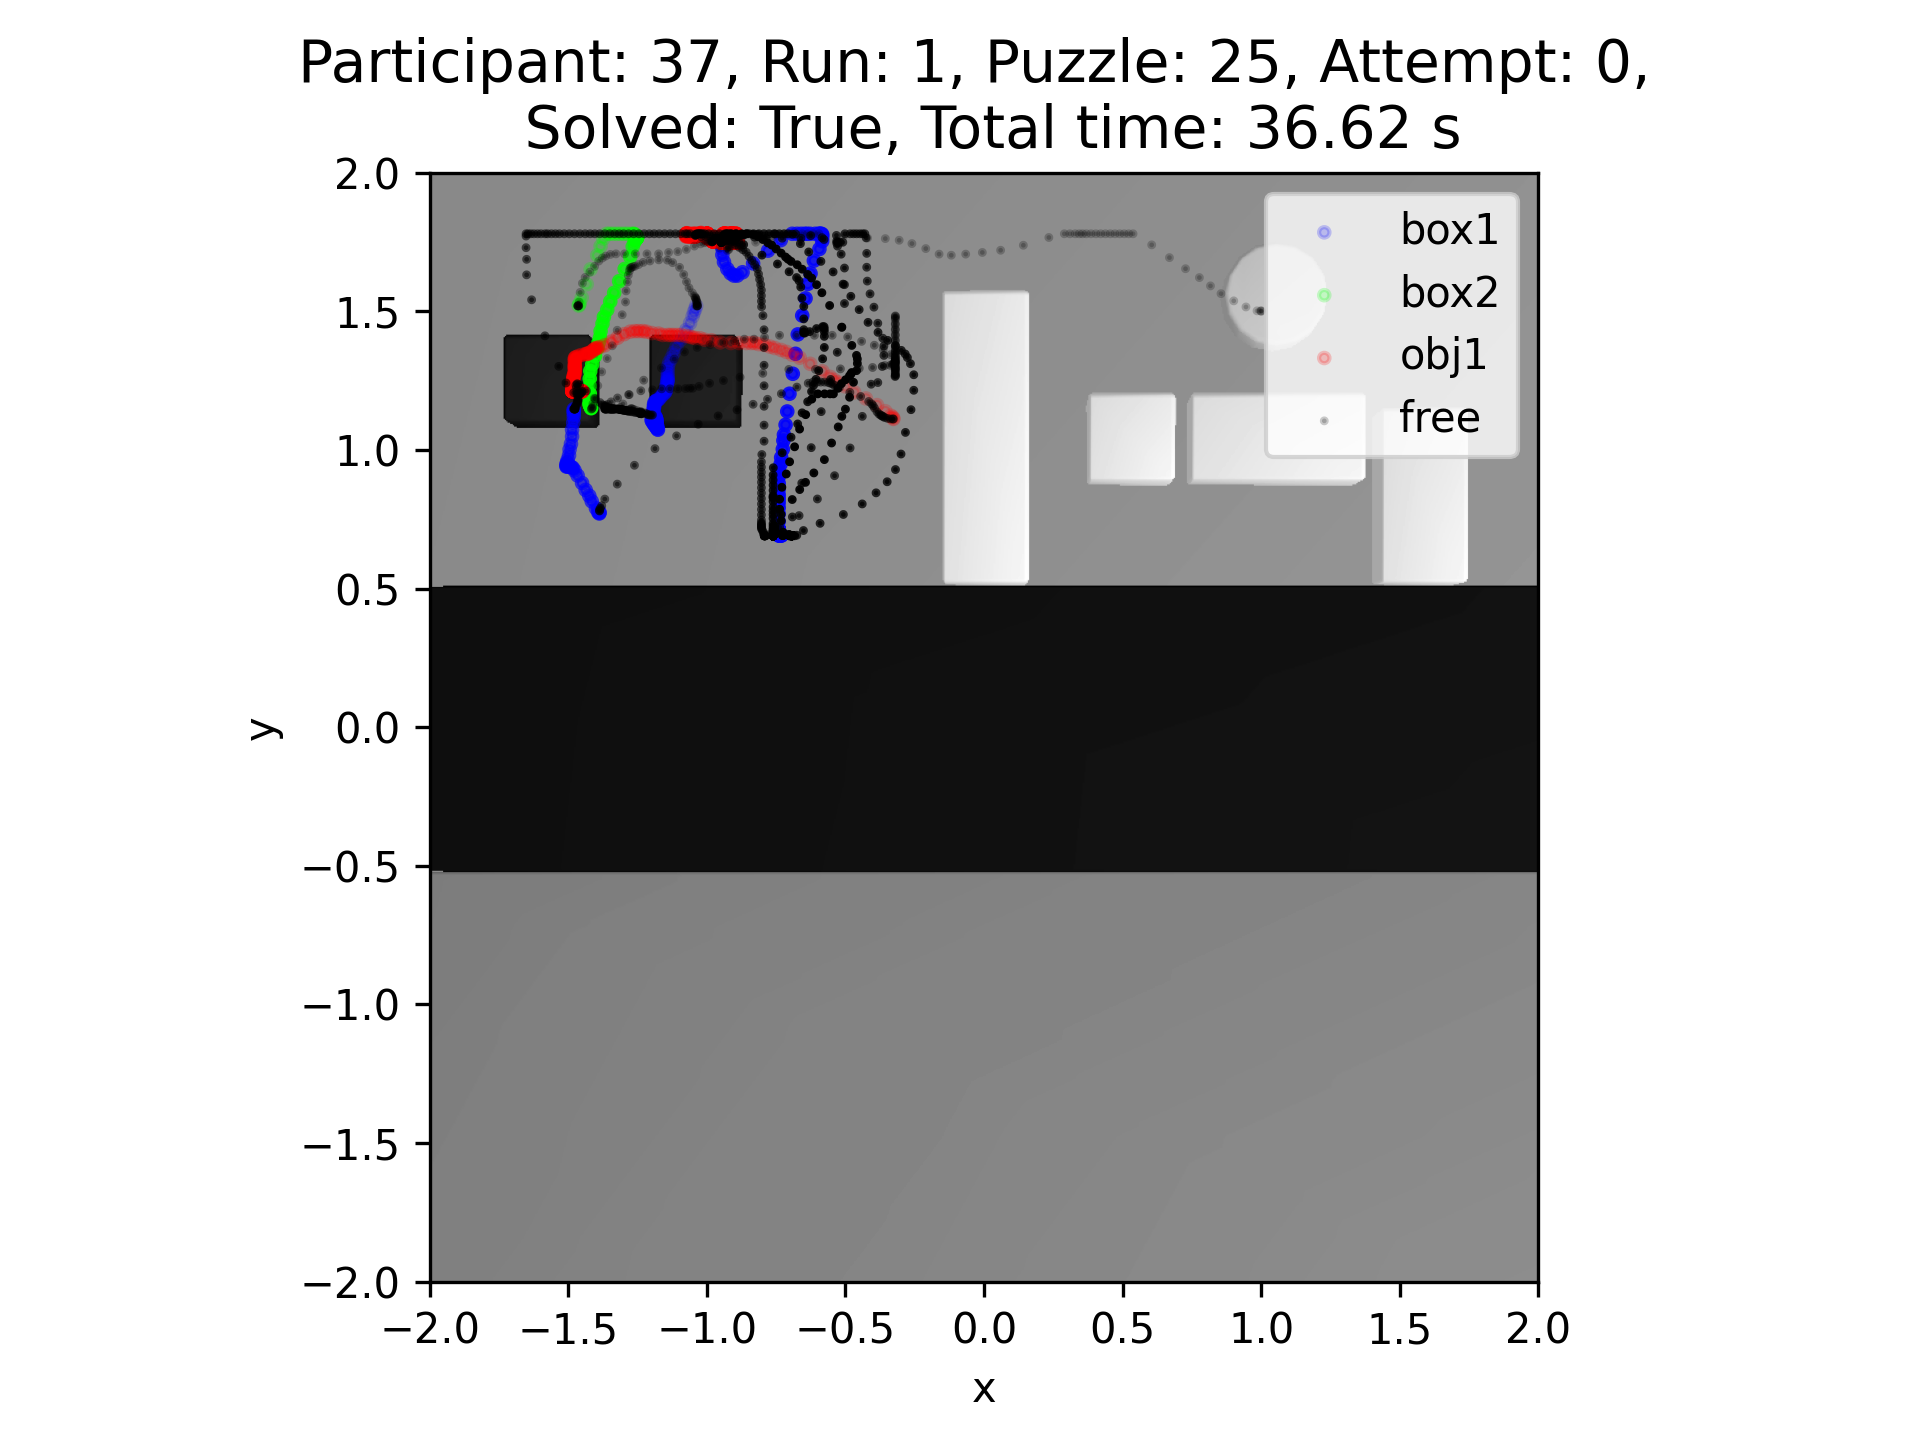 Participant: 37, Run: 1, Puzzle: 25, Attempt: 0,
Solved: True, Total time: 36.62 s
2.0
1.5
1.0
0.5
0.0
−0.5
−1.0
−1.5
−2.0
y
box1
box2
obj1
free
−2.0 −1.5 −1.0 −0.5 0.0 0.5 1.0 1.5 2.0
x